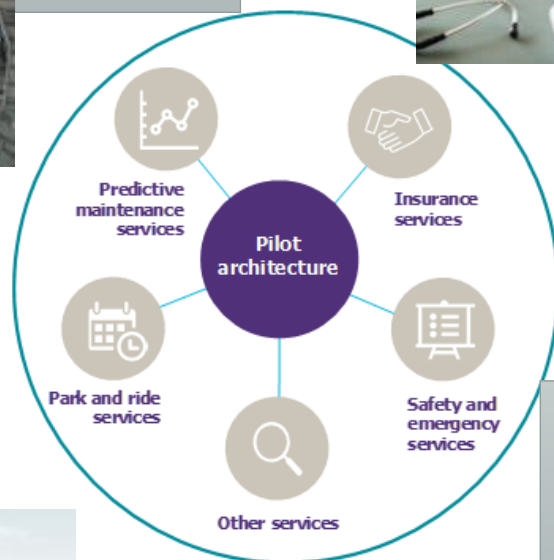 Predictive
maintenance
services
Insurance
services
Pilot
architecture
Park and ride
services
Safety and
emergency
services
Other services